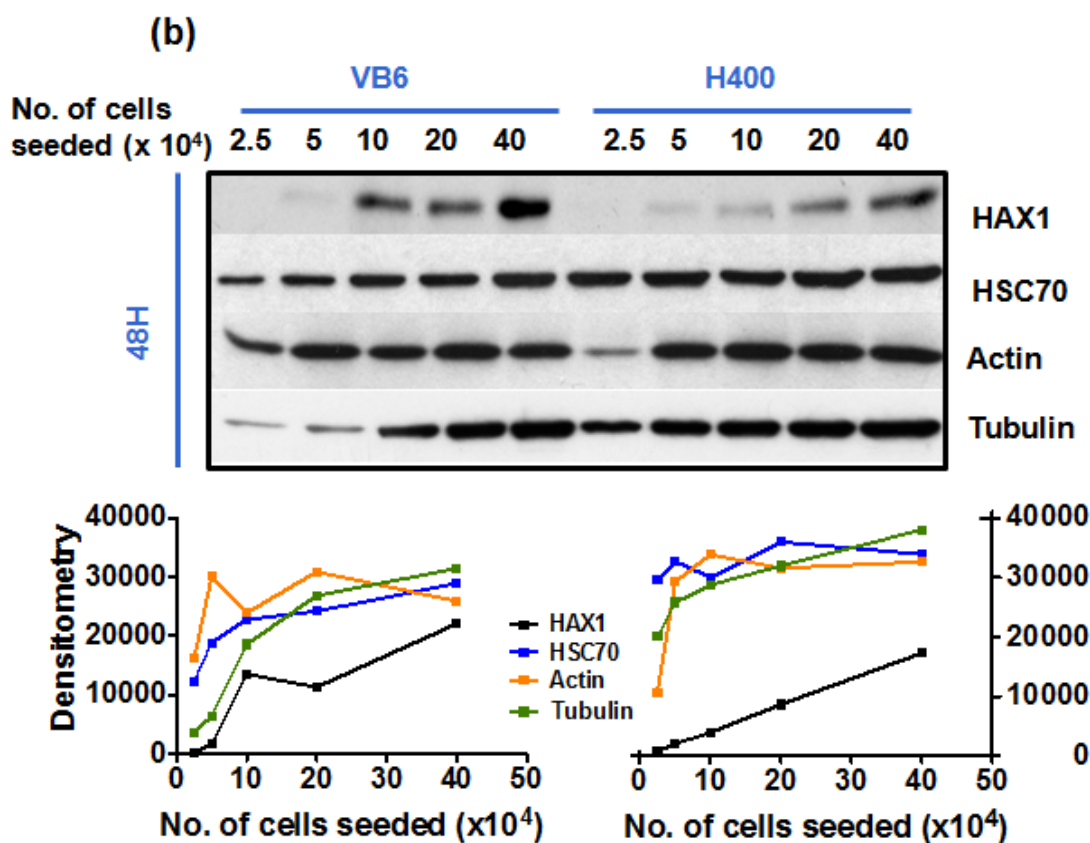 (b)
VB6 H400
No. of cells
seeded (x 10⁴) 2.5 5 10 20 40 2.5 5 10 20 40
48H
HAX1
HSC70
Actin
Tubulin
Densitometry
40000
30000
20000
10000
0
0 10 20 30 40 50
No. of cells seeded (x10⁴)
HAX1
HSC70
Actin
Tubulin
40000
30000
20000
10000
0
0 10 20 30 40 50
No. of cells seeded (x10⁴)